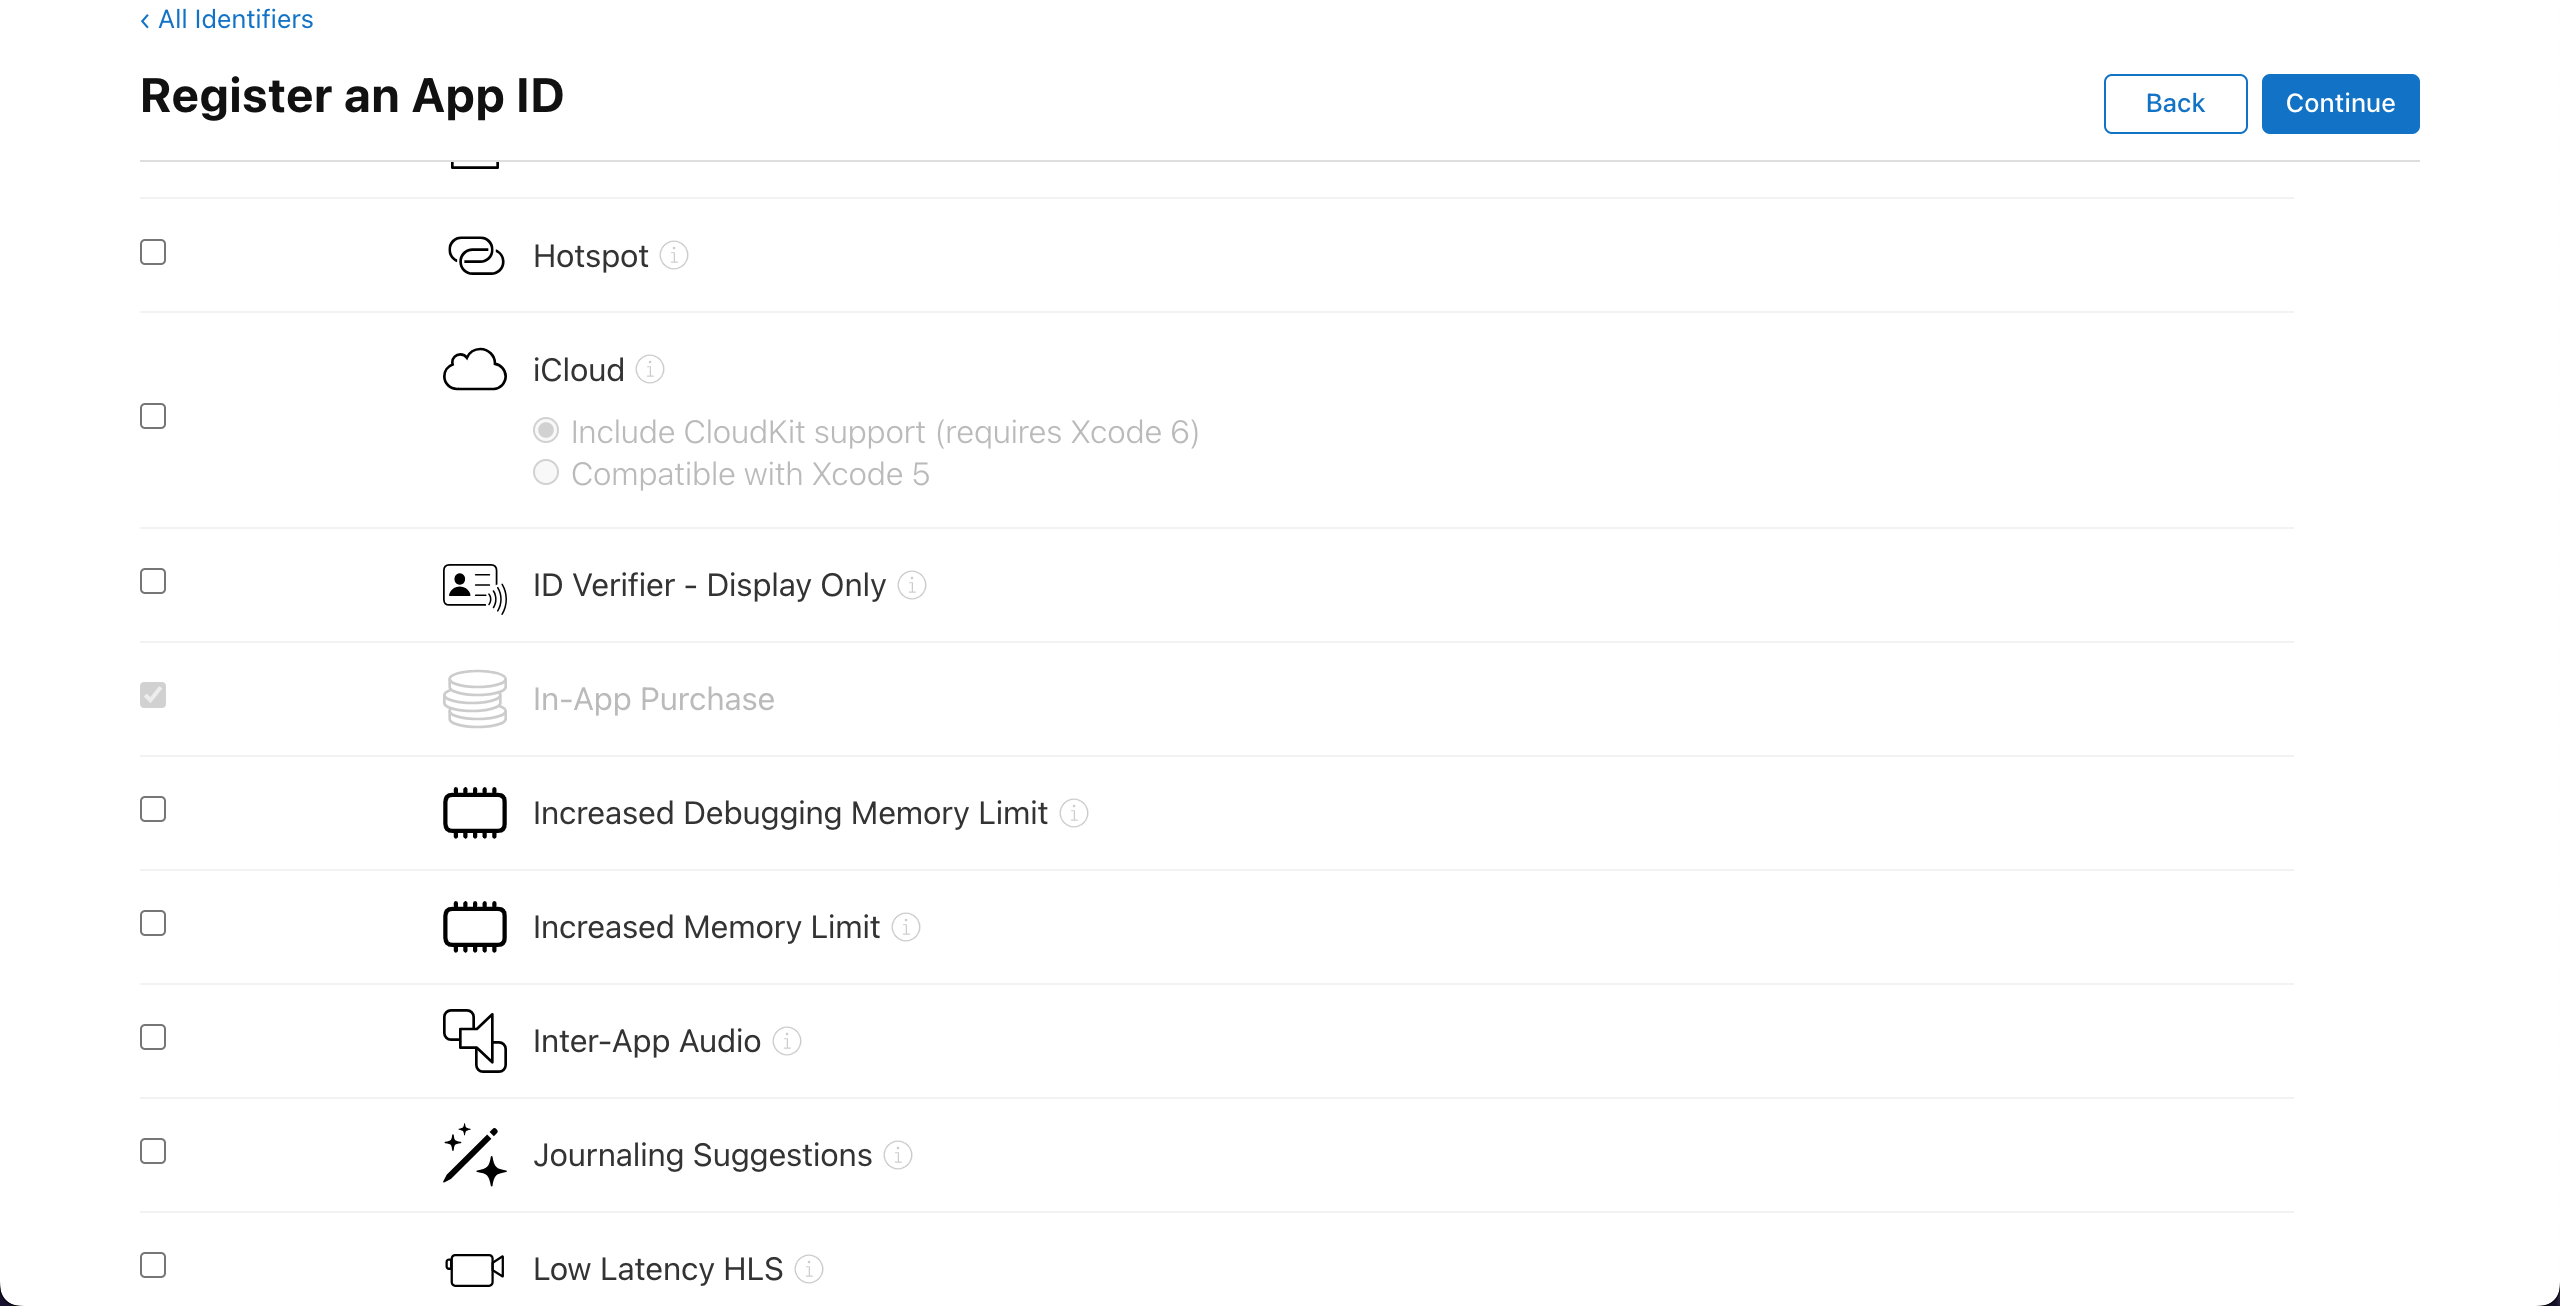 ‹ All Identifiers
Register an App ID
Back
Continue
Hotspot
iCloud
Include CloudKit support (requires Xcode 6)
Compatible with Xcode 5
ID Verifier - Display Only
In-App Purchase
Increased Debugging Memory Limit
Increased Memory Limit
Inter-App Audio
Journaling Suggestions
Low Latency HLS